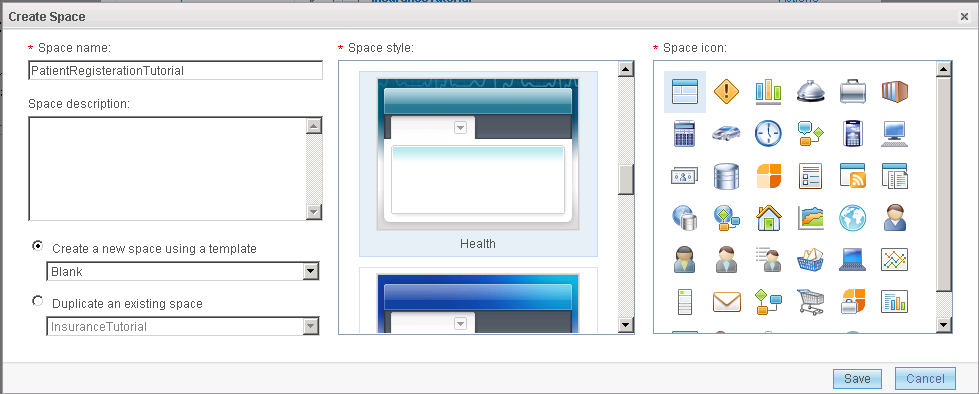 InsuranceTutorial
Create Space
* Space name:
PatientRegisterationTutorial
Space description:
Create a new space using a template
Blank
Duplicate an existing space
InsuranceTutorial
* Space style:
Health
* Space icon:
Save
Cancel